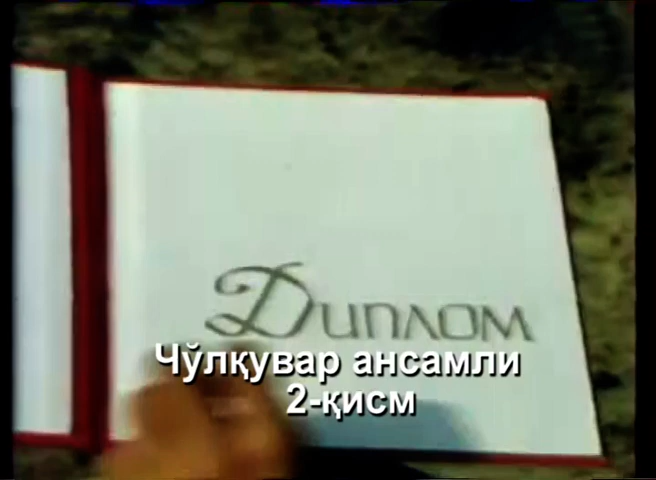 Диплом
Чўлқувар ансамли
2-қисм